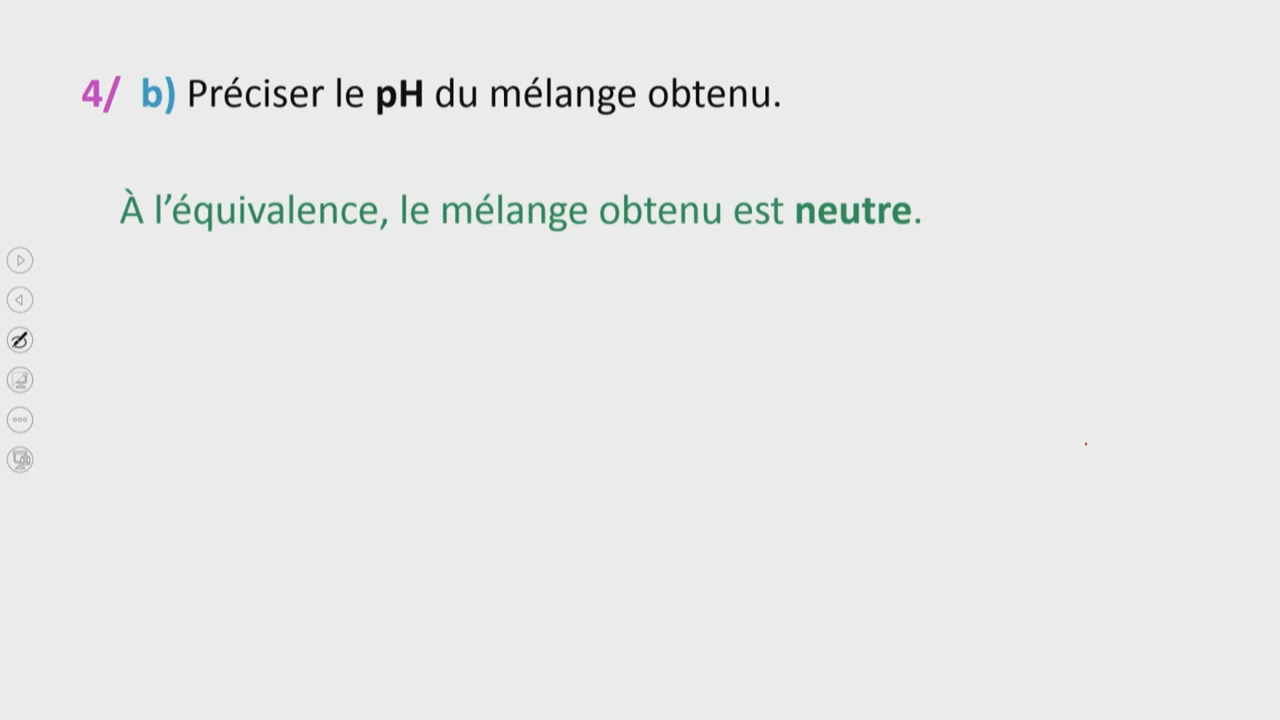 4/ b) Préciser le pH du mélange obtenu.
À l’équivalence, le mélange obtenu est neutre.